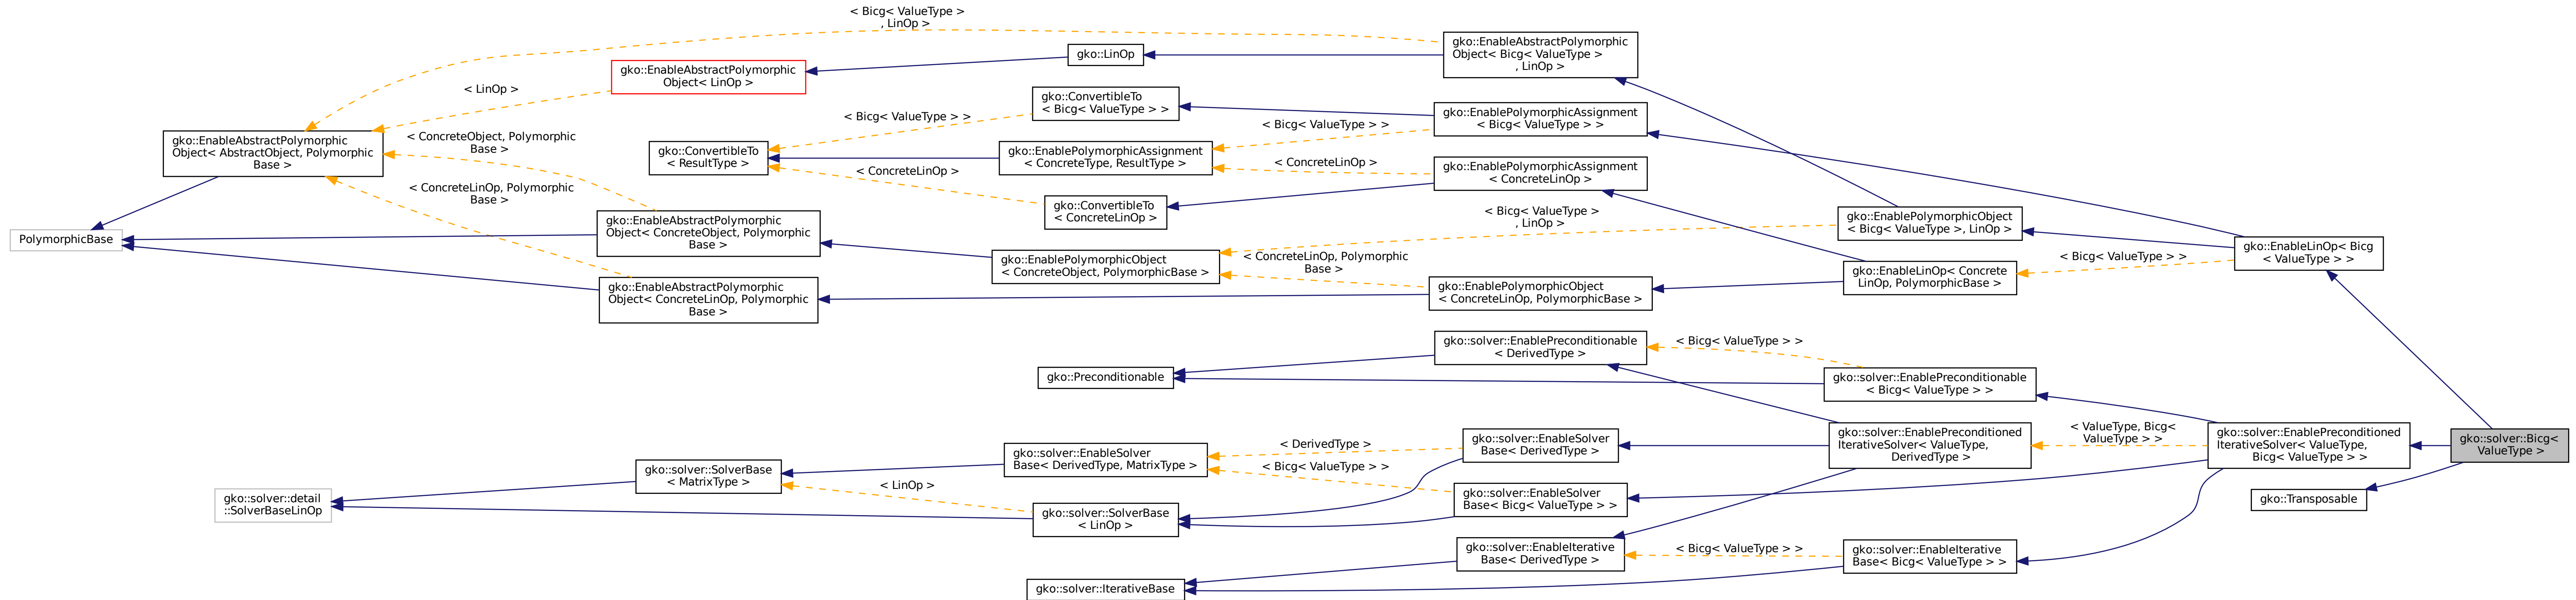 < Bicg< ValueType >
, LinOp >
gko::EnableAbstractPolymorphic
Object< Bicg< ValueType >
, LinOp >
gko::LinOp
gko::EnableAbstractPolymorphic
Object< LinOp >
< LinOp >
gko::ConvertibleTo
< Bicg< ValueType > >
gko::EnablePolymorphicAssignment
< Bicg< ValueType > >
< Bicg< ValueType > >
< Bicg< ValueType > >
gko::EnableAbstractPolymorphic
Object< AbstractObject, Polymorphic
Base >
< ConcreteObject, Polymorphic
Base >
gko::ConvertibleTo
< ResultType >
gko::EnablePolymorphicAssignment
< ConcreteType, ResultType >
< ConcreteLinOp >
gko::EnablePolymorphicAssignment
< ConcreteLinOp >
< ConcreteLinOp >
< ConcreteLinOp, Polymorphic
Base >
gko::ConvertibleTo
< ConcreteLinOp >
PolymorphicBase
gko::EnableAbstractPolymorphic
Object< ConcreteObject, Polymorphic
Base >
< Bicg< ValueType >
, LinOp >
gko::EnablePolymorphicObject
< Bicg< ValueType >, LinOp >
gko::EnableLinOp< Bicg
< ValueType > >
gko::EnablePolymorphicObject
< ConcreteObject, PolymorphicBase >
< ConcreteLinOp, Polymorphic
Base >
gko::EnableLinOp< Concrete
LinOp, PolymorphicBase >
< Bicg< ValueType > >
gko::EnableAbstractPolymorphic
Object< ConcreteLinOp, Polymorphic
Base >
gko::EnablePolymorphicObject
< ConcreteLinOp, PolymorphicBase >
gko::solver::EnablePreconditionable
< DerivedType >
< Bicg< ValueType > >
gko::Preconditionable
gko::solver::EnablePreconditionable
< Bicg< ValueType > >
gko::solver::EnableSolver
Base< DerivedType, MatrixType >
< DerivedType >
gko::solver::EnableSolver
Base< DerivedType >
gko::solver::EnablePreconditioned
IterativeSolver< ValueType,
DerivedType >
< ValueType, Bicg<
ValueType > >
gko::solver::EnablePreconditioned
IterativeSolver< ValueType,
Bicg< ValueType > >
gko::solver::Bicg<
ValueType >
gko::solver::SolverBase
< MatrixType >
< Bicg< ValueType > >
< LinOp >
gko::solver::EnableSolver
Base< Bicg< ValueType > >
gko::Transposable
gko::solver::detail
::SolverBaseLinOp
gko::solver::SolverBase
< LinOp >
gko::solver::EnableIterative
Base< DerivedType >
< Bicg< ValueType > >
gko::solver::EnableIterative
Base< Bicg< ValueType > >
gko::solver::IterativeBase